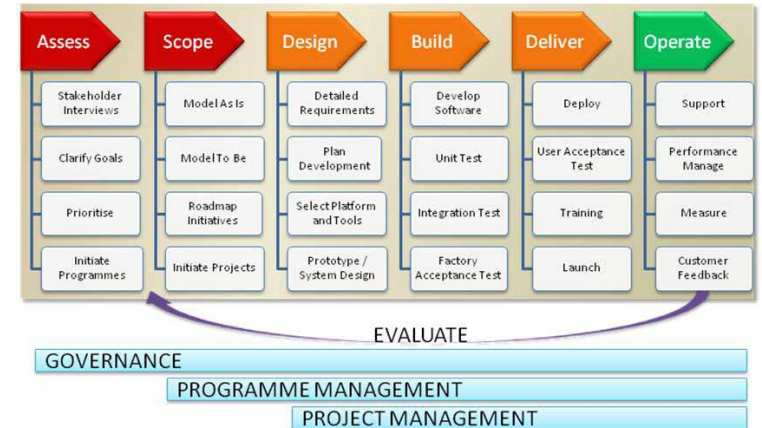 Assess
Scope
Design
Build
Deliver
Operate
Stakeholder
Interviews
Clarify Goals
Prioritise
Initiate
Programmes
Model As Is
Model To Be
Roadmap
Initiatives
Initiate Projects
Detailed
Requirements
Plan
Development
Select Platform
and Tools
Prototype /
System Design
Develop
Software
Unit Test
Integration Test
Factory
Acceptance Test
Deploy
User Acceptance
Test
Training
Launch
Support
Performance
Manage
Measure
Customer
Feedback
EVALUATE
GOVERNANCE
PROGRAMME MANAGEMENT
PROJECT MANAGEMENT